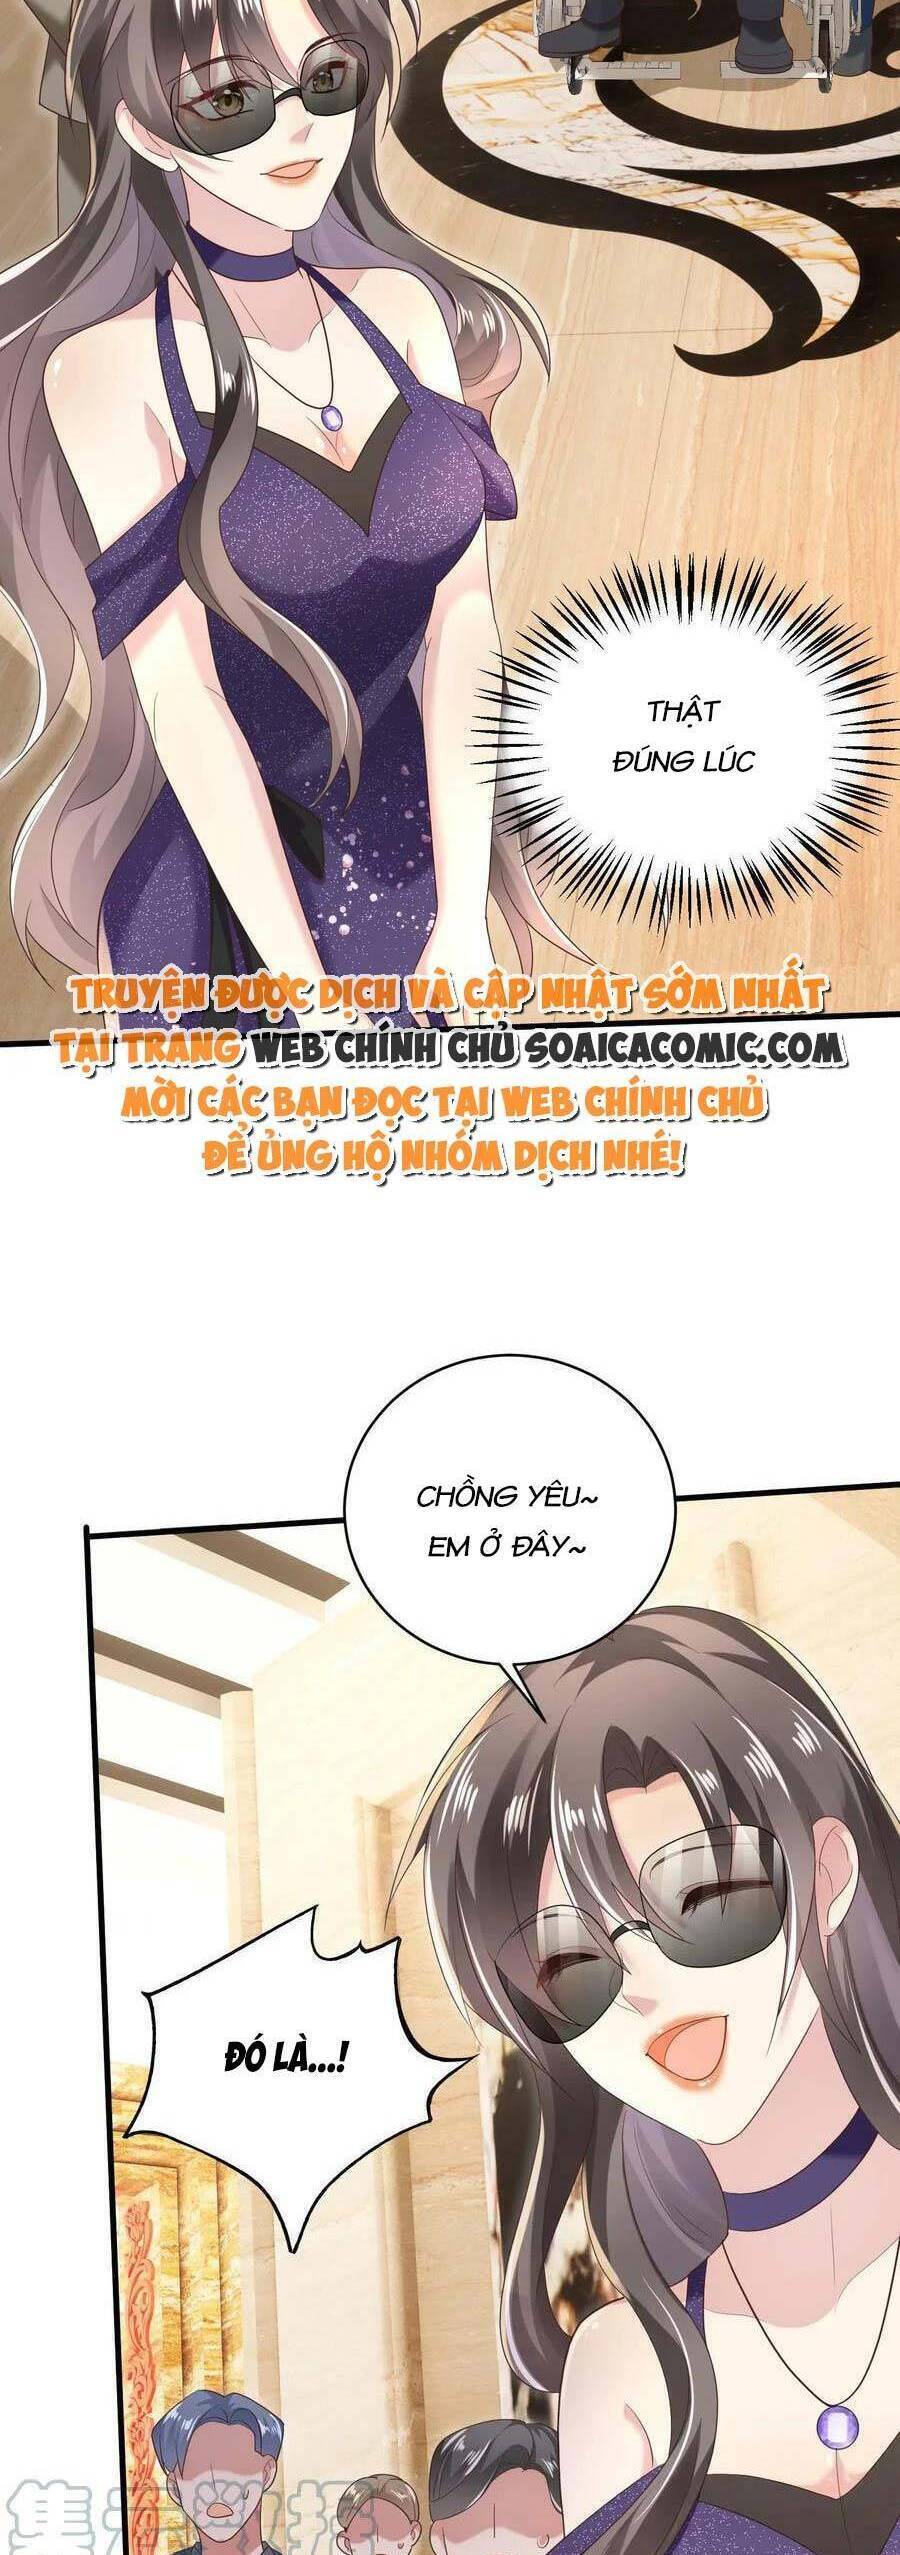 THẬT
ĐÚNG LÚC
TRUYỆN ĐƯỢC DỊCH VÀ CẬP NHẬT SỚM NHẤT
TẠI TRANG WEB CHÍNH CHỦ SOAICACOMIC.COM
MỜI CÁC BẠN ĐỌC TẠI WEB CHÍNH CHỦ
ĐỂ ỦNG HỘ NHÓM DỊCH NHÉ!
CHỒNG YÊU~
EM Ở ĐÂY~
ĐÓ LÀ...!